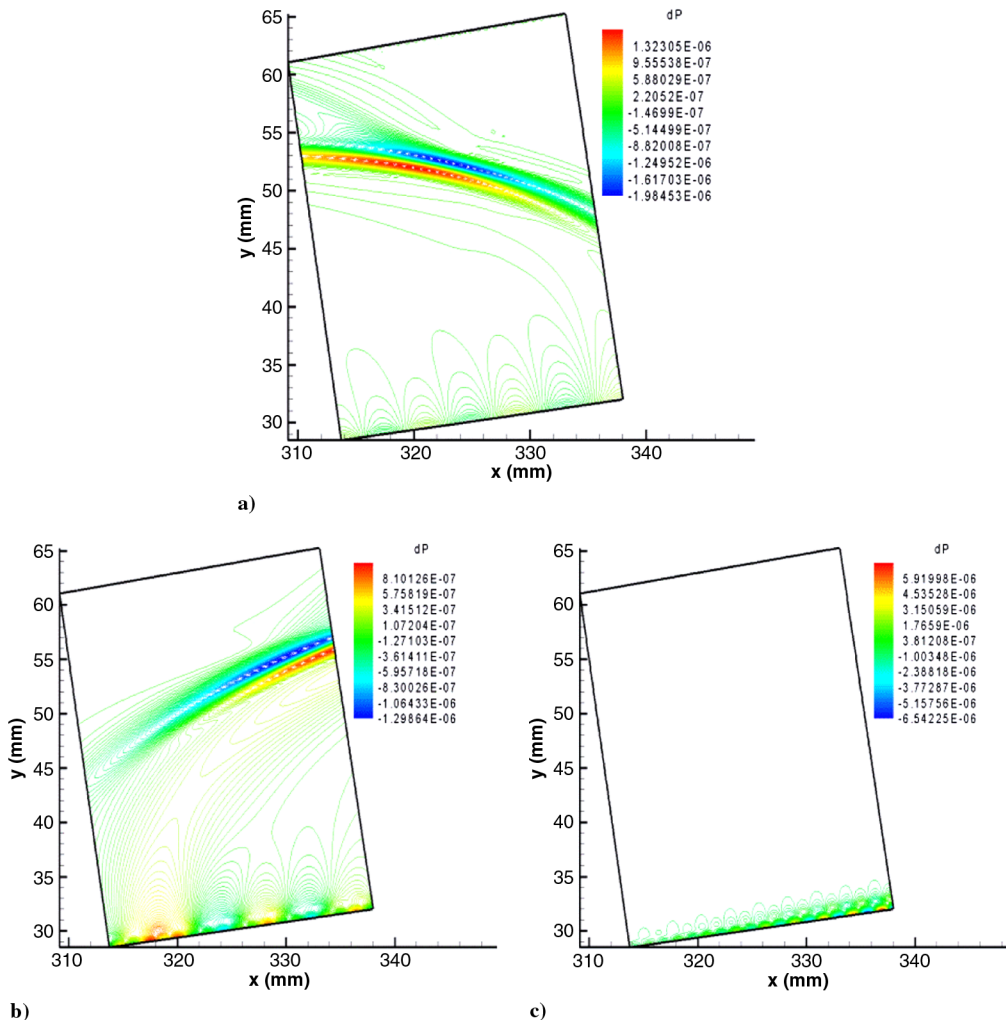 dP
65
60
55
50
45
40
35
30
1.32305E-06
9.55538E-07
5.88029E-07
2.2052E-07
-1.4699E-07
-5.14499E-07
-8.82008E-07
-1.24952E-06
-1.61703E-06
-1.98453E-06
y (mm)
310 320 330 340
x (mm)
a)
dP
65
60
55
50
45
40
35
30
8.10126E-07
5.75819E-07
3.41512E-07
1.07204E-07
-1.27103E-07
-3.61411E-07
-5.95718E-07
-8.30026E-07
-1.06433E-06
-1.29864E-06
y (mm)
310 320 330 340
x (mm)
b)
dP
65
60
55
50
45
40
35
30
5.91998E-06
4.53528E-06
3.15059E-06
1.7659E-06
3.81208E-07
-1.00348E-06
-2.38818E-06
-3.77287E-06
-5.15756E-06
-6.54225E-06
y (mm)
310 320 330 340
x (mm)
c)